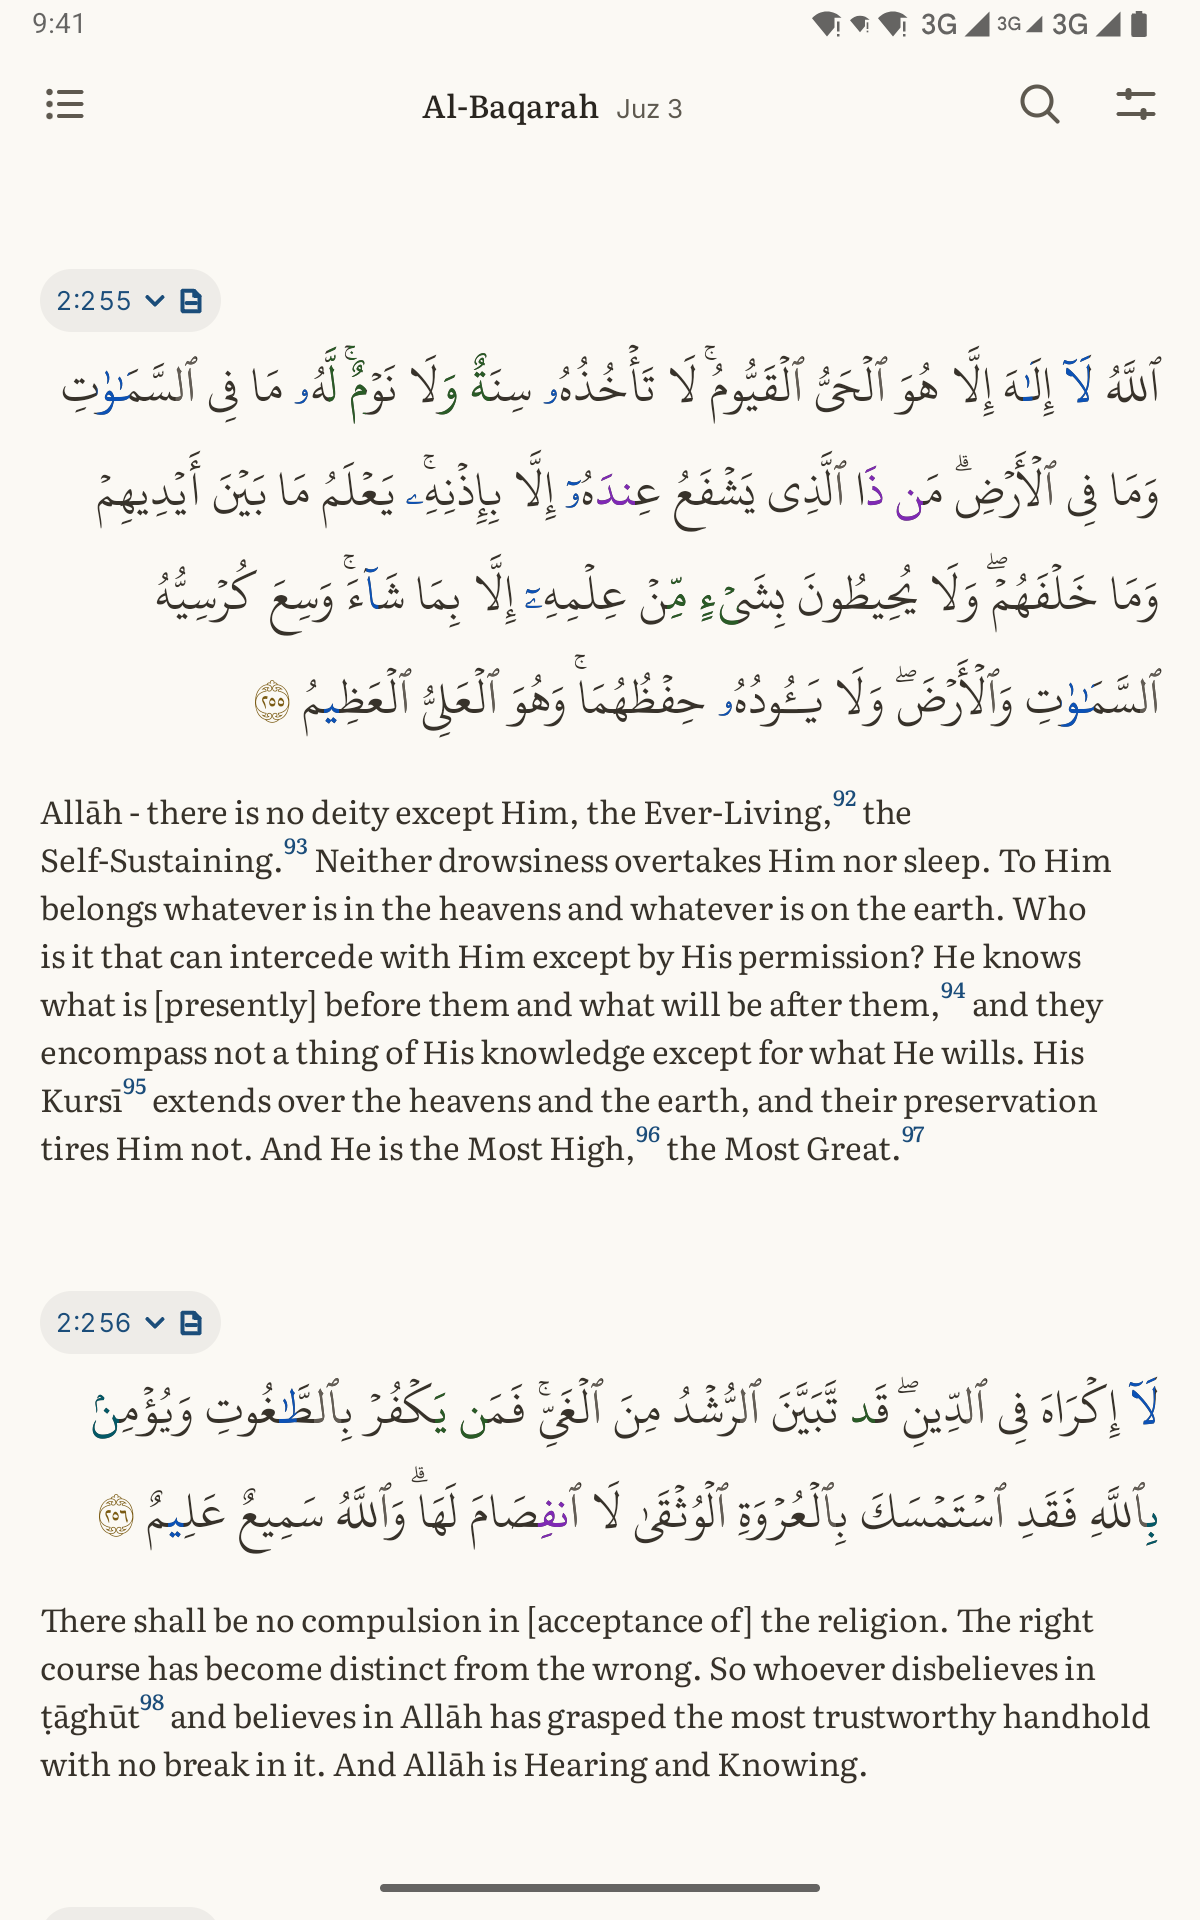 9:41
3G 3G 3G
Al-Baqarah Juz 3
2:255
ٱللَّهُ لَآ إِلَـٰهَ إِلَّا هُوَ ٱلْحَىُّ ٱلْقَيُّومُ ۚ لَا تَأْخُذُهُۥ سِنَةٌ وَلَا نَوْمٌ ۚ لَّهُۥ مَا فِى ٱلسَّمَـٰوَٰتِ
وَمَا فِى ٱلْأَرْضِ ۗ مَن ذَا ٱلَّذِى يَشْفَعُ عِندَهُۥٓ إِلَّا بِإِذْنِهِۦ ۚ يَعْلَمُ مَا بَيْنَ أَيْدِيهِمْ
وَمَا خَلْفَهُمْ ۖ وَلَا يُحِيطُونَ بِشَىْءٍ مِّنْ عِلْمِهِۦٓ إِلَّا بِمَا شَآءَ ۚ وَسِعَ كُرْسِيُّهُ
ٱلسَّمَـٰوَٰتِ وَٱلْأَرْضَ ۖ وَلَا يَـُٔودُهُۥ حِفْظُهُمَا ۚ وَهُوَ ٱلْعَلِىُّ ٱلْعَظِيمُ ٢٥٥
Allāh - there is no deity except Him, the Ever-Living,92 the
Self-Sustaining.93 Neither drowsiness overtakes Him nor sleep. To Him
belongs whatever is in the heavens and whatever is on the earth. Who
is it that can intercede with Him except by His permission? He knows
what is [presently] before them and what will be after them,94 and they
encompass not a thing of His knowledge except for what He wills. His
Kursī95 extends over the heavens and the earth, and their preservation
tires Him not. And He is the Most High,96 the Most Great.97
2:256
لَآ إِكْرَاهَ فِى ٱلدِّينِ ۖ قَد تَّبَيَّنَ ٱلرُّشْدُ مِنَ ٱلْغَىِّ ۚ فَمَن يَكْفُرْ بِٱلطَّـٰغُوتِ وَيُؤْمِنۢ
بِٱللَّهِ فَقَدِ ٱسْتَمْسَكَ بِٱلْعُرْوَةِ ٱلْوُثْقَىٰ لَا ٱنفِصَامَ لَهَا ۗ وَٱللَّهُ سَمِيعٌ عَلِيمٌ ٢٥٦
There shall be no compulsion in [acceptance of] the religion. The right
course has become distinct from the wrong. So whoever disbelieves in
ṭāghūt98 and believes in Allāh has grasped the most trustworthy handhold
with no break in it. And Allāh is Hearing and Knowing.